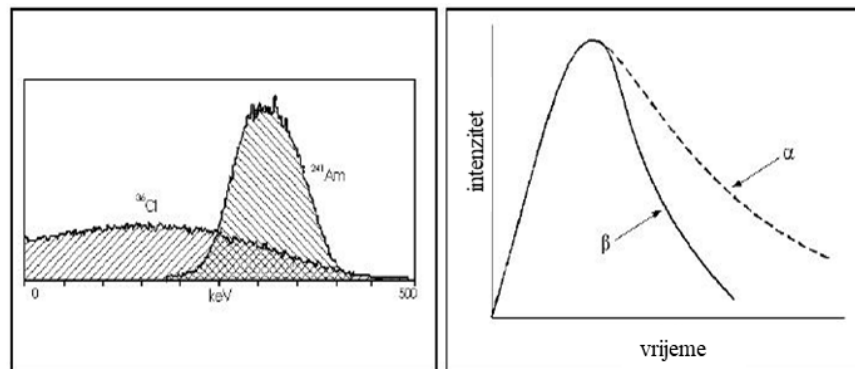 ³⁶Cl
²⁴¹Am
0
keV
500
intenzitet
α
β
vrijeme